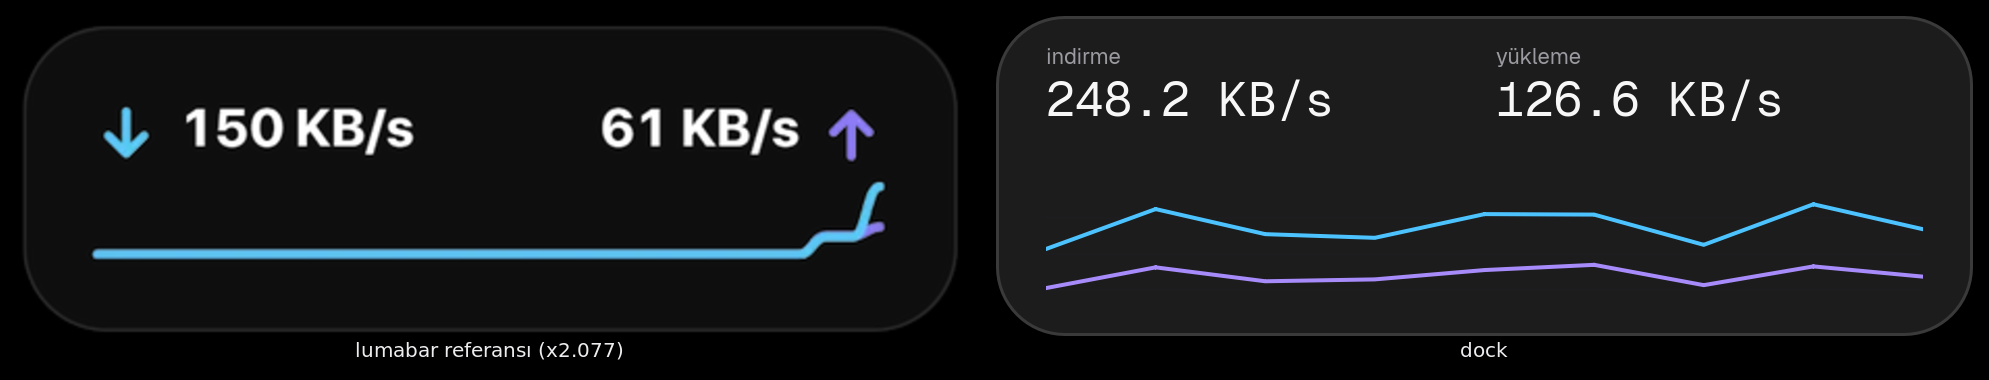 150 KB/s 61 KB/s
lumabar referansı (x2.077)
indirme yükleme
248.2 KB/s 126.6 KB/s
dock